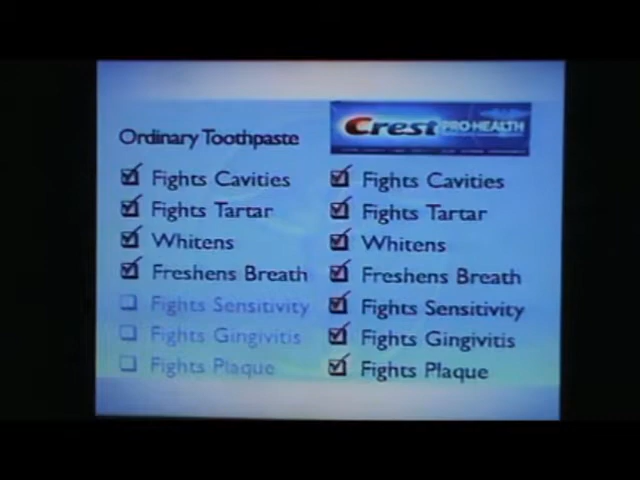 Ordinary Toothpaste
Fights Cavities
Fights Tartar
Whitens
Freshens Breath
Fights Sensitivity
Fights Gingivitis
Fights Plaque
Crest PRO-HEALTH
Fights Cavities
Fights Tartar
Whitens
Freshens Breath
Fights Sensitivity
Fights Gingivitis
Fights Plaque